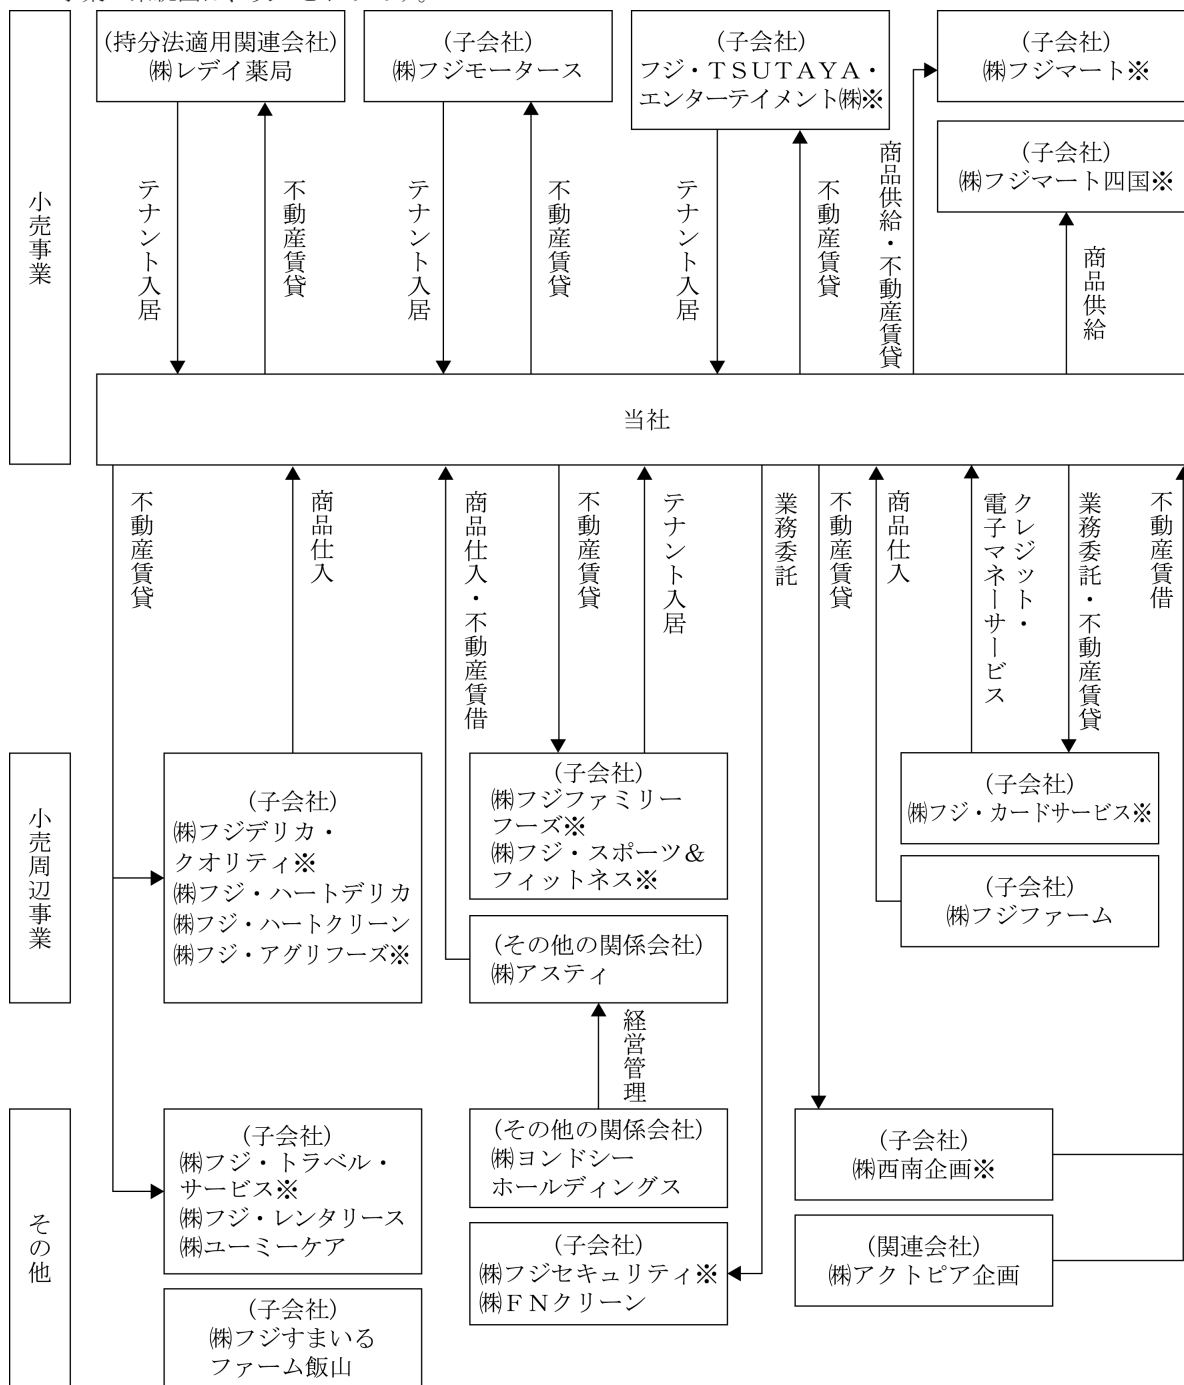 小売事業
(持分法適用関連会社)
㈱レデイ薬局
(子会社)
㈱フジモータース
(子会社)
フジ・ＴＳＵＴＡＹＡ・
エンターテイメント㈱※
(子会社)
㈱フジマート※
(子会社)
㈱フジマート四国※
テナント入居
不動産賃貸
テナント入居
不動産賃貸
テナント入居
不動産賃貸
商品供給・不動産賃貸
商品供給
当社
不動産賃貸
商品仕入
商品仕入・不動産賃借
不動産賃貸
テナント入居
業務委託
不動産賃貸
商品仕入
クレジット・
電子マネーサービス
業務委託・不動産賃貸
不動産賃借
小売周辺事業
(子会社)
㈱フジデリカ・
クオリティ※
㈱フジ・ハートデリカ
㈱フジ・ハートクリーン
㈱フジ・アグリフーズ※
(子会社)
㈱フジファミリー
フーズ※
㈱フジ・スポーツ＆
フィットネス※
(その他の関係会社)
㈱アスティ
(子会社)
㈱フジ・カードサービス※
(子会社)
㈱フジファーム
経営管理
その他
(子会社)
㈱フジ・トラベル・
サービス※
㈱フジ・レンタリース
㈱ユーミーケア
(子会社)
㈱フジすまいる
ファーム飯山
(その他の関係会社)
㈱ヨンドシー
ホールディングス
(子会社)
㈱フジセキュリティ※
㈱ＦＮクリーン
(子会社)
㈱西南企画※
(関連会社)
㈱アクトピア企画